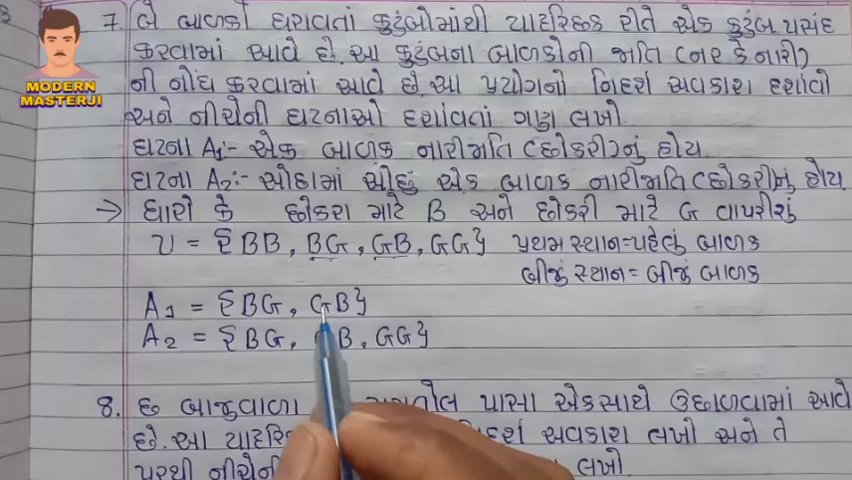 MODERN
MASTERJI
7. બે બાળકો ધરાવતાં કુટુંબોમાંથી યાદચ્છિક રીતે એક કુટુંબ પસંદ
કરવામાં આવે છે. આ કુટુંબના બાળકોની જાતિ (નર કે નારી)
ની નોંધ કરવામાં આવે છે. આ પ્રયોગનો નિદર્શ અવકાશ દર્શાવો
અને નીચેની ઘટનાઓ દર્શાવતાં ગણ લખો.
ઘટના A₁:- એક બાળક નારીજાતિ (છોકરી)નું હોય.
ઘટના A₂:- ઓછામાં ઓછું એક બાળક નારીજાતિ (છોકરી)નું હોય.
→ ધારો કે છોકરા માટે B અને છોકરી માટે G વાપરીશું
U = {BB, BG, GB, GG} પ્રથમ સ્થાન = પહેલું બાળક
બીજું સ્થાન = બીજું બાળક
A₁ = {BG, GB}
A₂ = {BG, B, GG}
8. છ બાજુવાળા પાસા એકસાથે ઉછાળવામાં આવે
છે. આ અવકાશ લખો અને તે
પરથી નીચેની લખો.